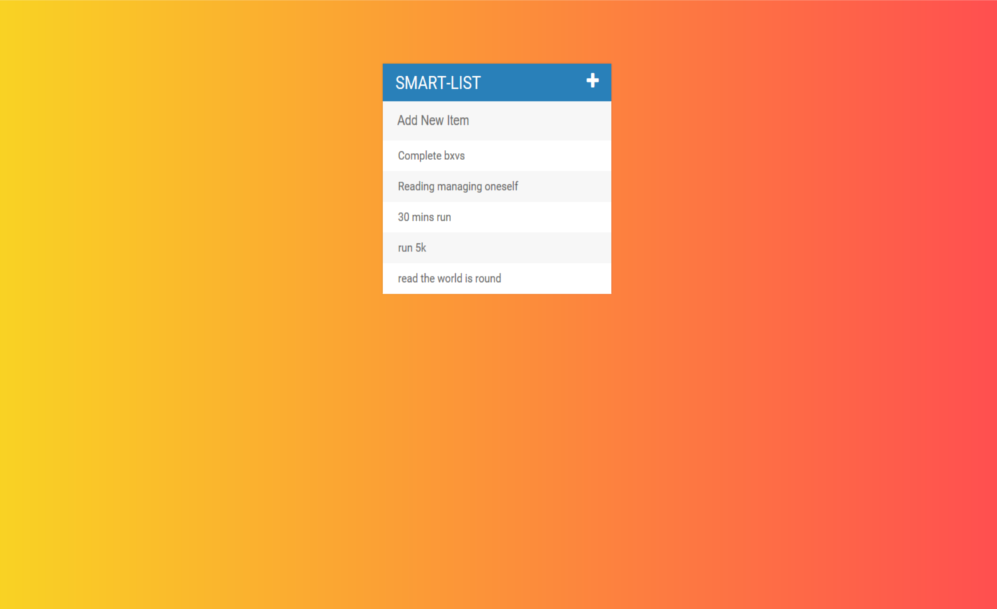 SMART-LIST
Add New Item
Complete bxvs
Reading managing oneself
30 mins run
run 5k
read the world is round